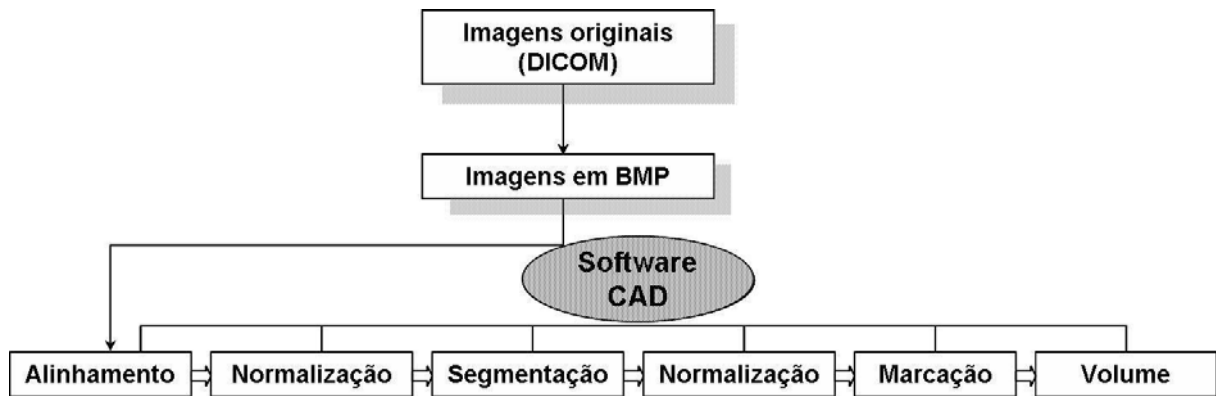 Imagens originais
(DICOM)
Imagens em BMP
Software
CAD
Alinhamento
Normalização
Segmentação
Normalização
Marcação
Volume